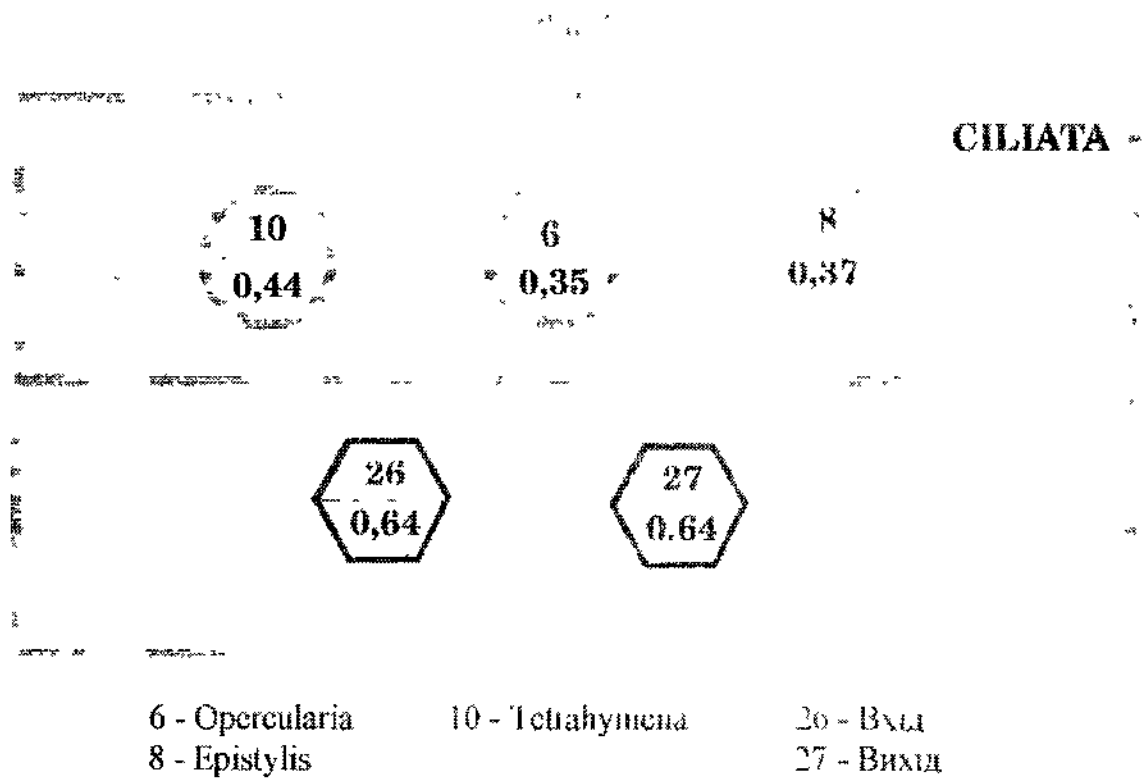 CILIATA
10 6 8
0,44 0,35 0,37
26 27
0,64 0.64
6 - Opercularia 10 - Tetrahymena 26 - Вхід
8 - Epistylis 27 - Вихід